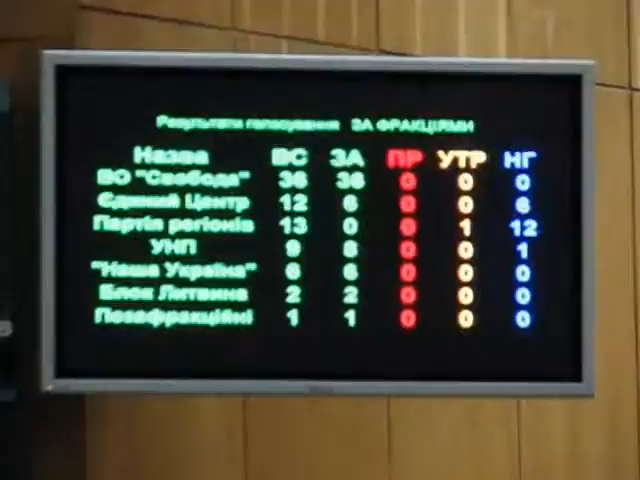 Результати голосування ЗА ФРАКЦІЯМИ
Назва ВС ЗА ПР УТР НГ
ВО "Свобода" 36 36 0 0 0
Єдиний Центр 12 6 0 0 6
Партія регіонів 13 0 0 1 12
УНП 9 8 0 0 1
"Наша Україна" 6 6 0 0 0
Блок Литвина 2 2 0 0 0
Позафракційні 1 1 0 0 0